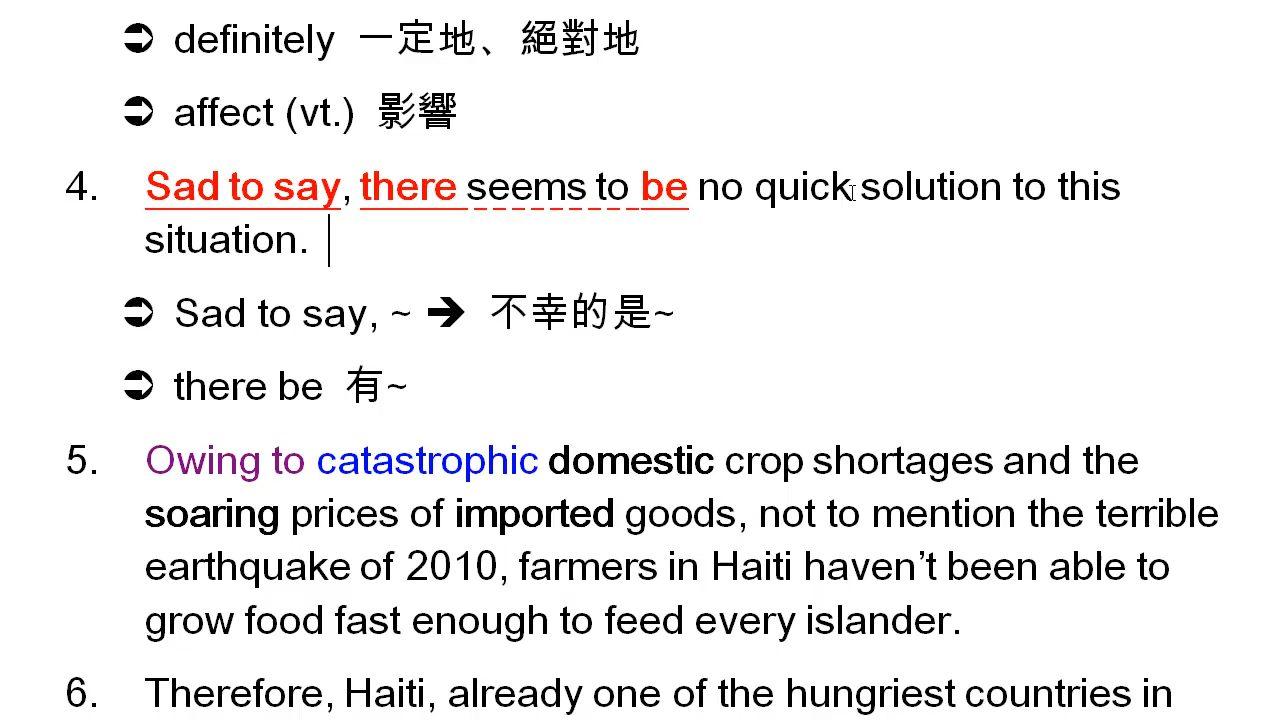 ➲ definitely 一定地、絕對地
➲ affect (vt.) 影響
4. Sad to say, there seems to be no quick solution to this
situation.
➲ Sad to say, ~ ➔ 不幸的是~
➲ there be 有~
5. Owing to catastrophic domestic crop shortages and the
soaring prices of imported goods, not to mention the terrible
earthquake of 2010, farmers in Haiti haven’t been able to
grow food fast enough to feed every islander.
6. Therefore, Haiti, already one of the hungriest countries in